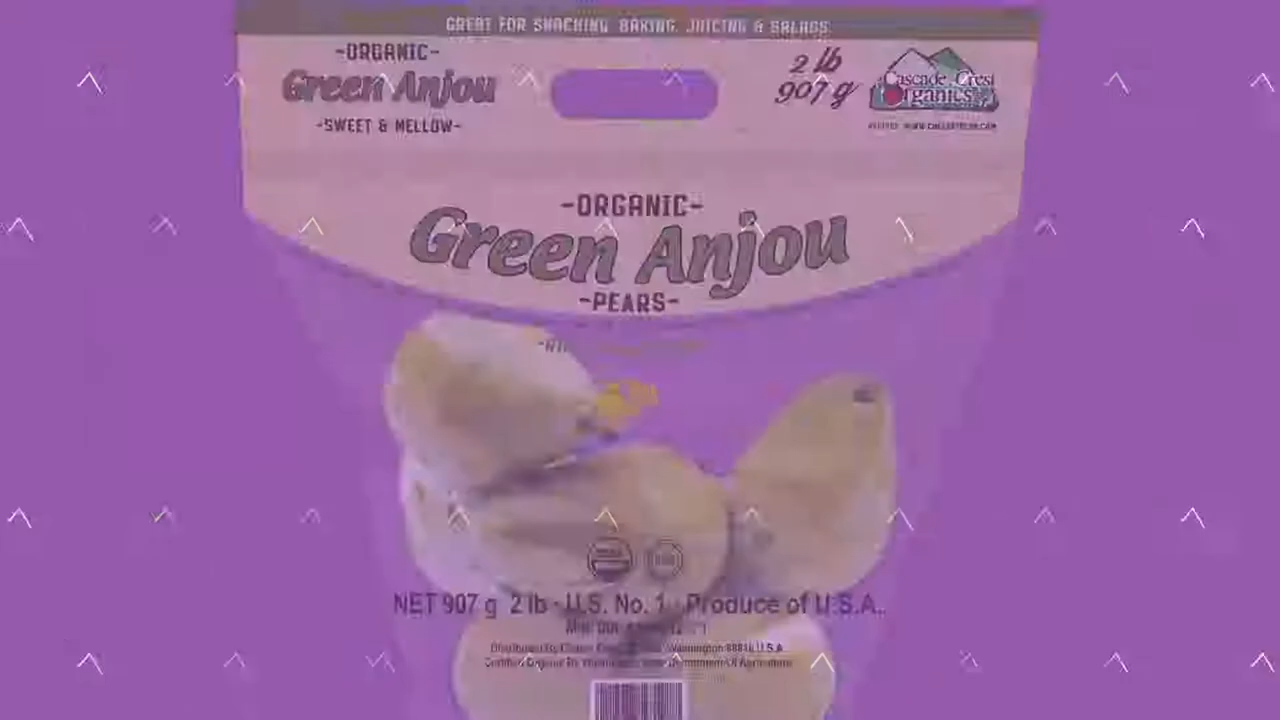 GREAT FOR SNACKING, BAKING, JUICING & SALADS
-ORGANIC-
Green Anjou
-SWEET & MELLOW-
2 lb
907 g
Cascade Crest
Organics
-ORGANIC-
Green Anjou
-PEARS-
NET 907 g 2 lb · U.S. No. 1 · Produce of U.S.A.